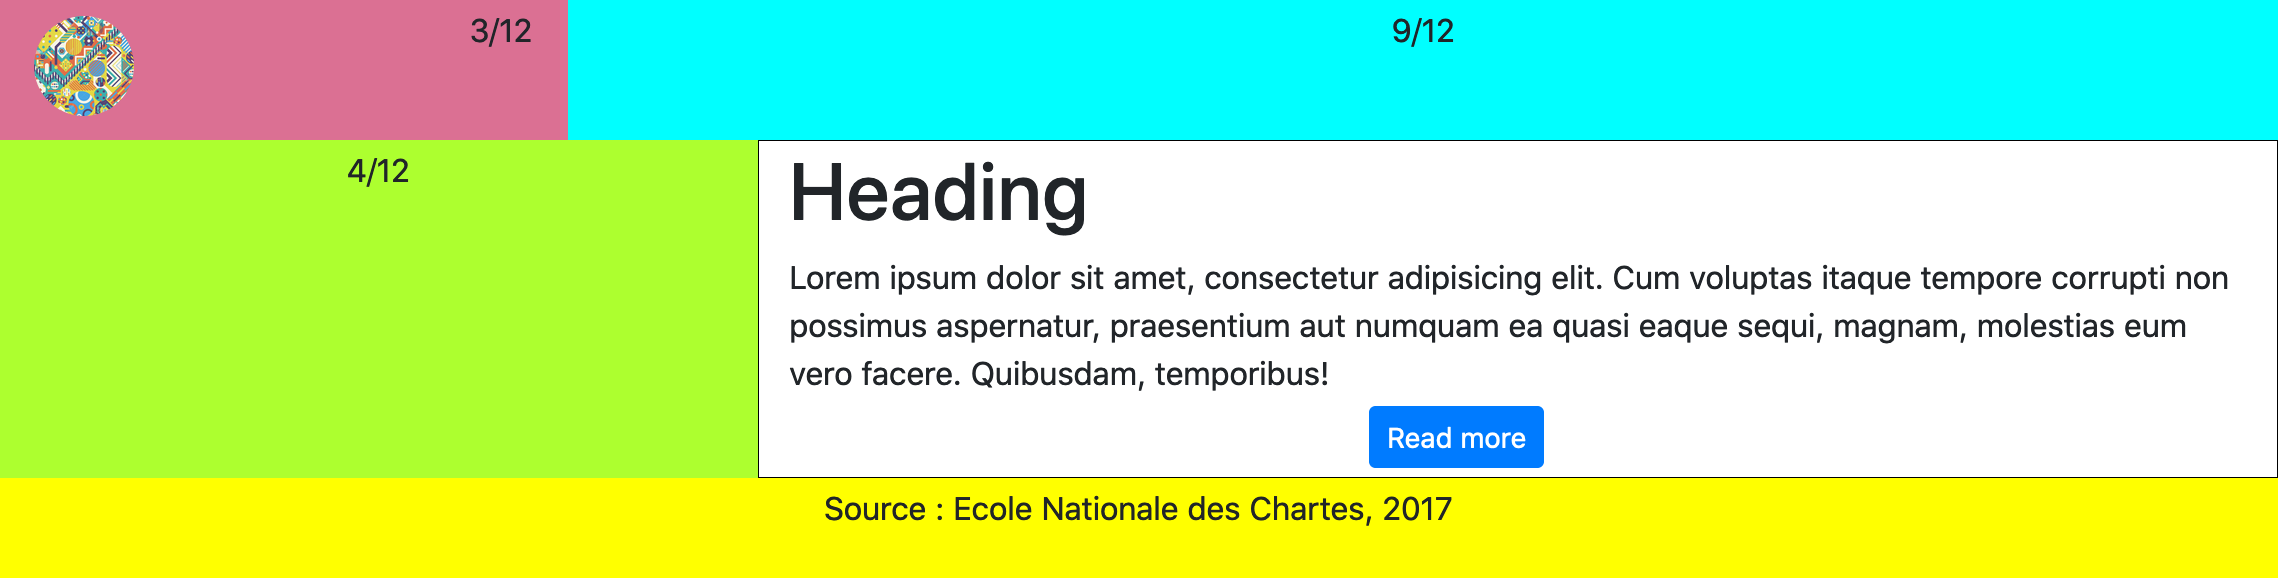 3/12
9/12
4/12
Heading
Lorem ipsum dolor sit amet, consectetur adipisicing elit. Cum voluptas itaque tempore corrupti non
possimus aspernatur, praesentium aut numquam ea quasi eaque sequi, magnam, molestias eum
vero facere. Quibusdam, temporibus!
Read more
Source : Ecole Nationale des Chartes, 2017